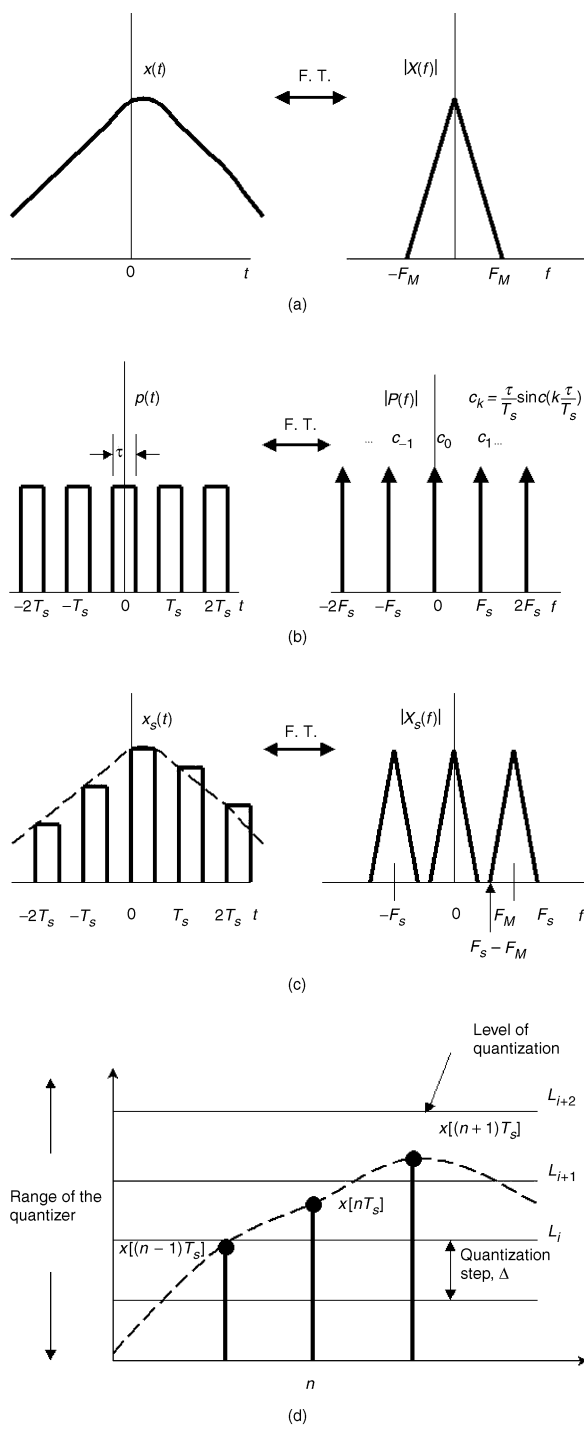 x(t)
F. T.
|X(f)|
0
t
−F_M
F_M
f
(a)
p(t)
F. T.
|P(f)|
c_k = τ/T_s sinc(k τ/T_s)
τ
... c_−1 c_0 c_1 ...
−2T_s −T_s 0 T_s 2T_s t
−2F_s −F_s 0 F_s 2F_s f
(b)
x_s(t)
F. T.
|X_s(f)|
−2T_s −T_s 0 T_s 2T_s t
−F_s 0 F_M F_s f
F_s − F_M
(c)
Level of
quantization
L_i+2
x[(n + 1)T_s]
L_i+1
Range of the
quantizer
x[nT_s]
L_i
x[(n − 1)T_s]
Quantization
step, Δ
n
(d)